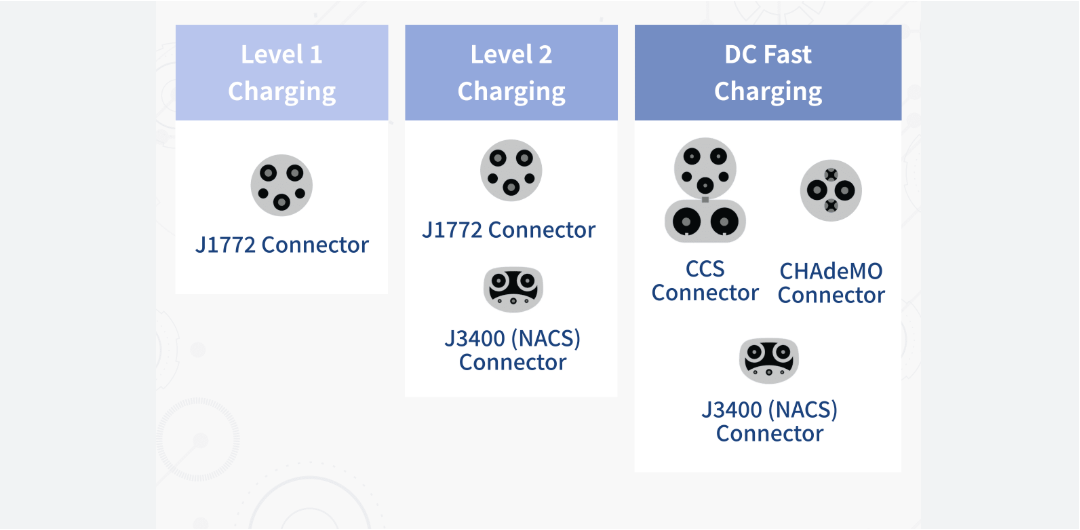 Level 1
Charging
J1772 Connector
Level 2
Charging
J1772 Connector
J3400 (NACS)
Connector
DC Fast
Charging
CCS
Connector
CHAdeMO
Connector
J3400 (NACS)
Connector